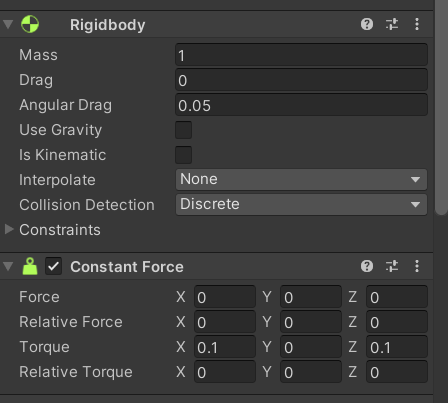 Rigidbody
Mass 1
Drag 0
Angular Drag 0.05
Use Gravity
Is Kinematic
Interpolate None
Collision Detection Discrete
Constraints
Constant Force
Force X 0 Y 0 Z 0
Relative Force X 0 Y 0 Z 0
Torque X 0.1 Y 0 Z 0.1
Relative Torque X 0 Y 0 Z 0